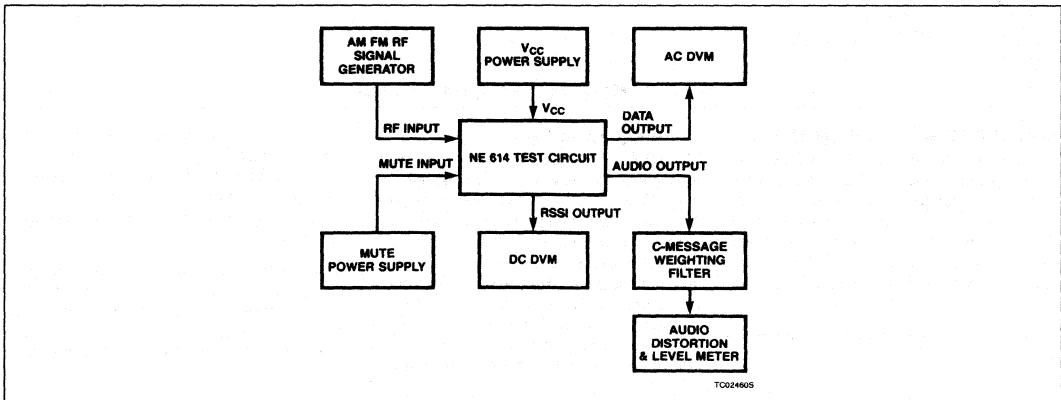 AM FM RF
SIGNAL
GENERATOR
VCC
POWER SUPPLY
AC DVM
VCC
DATA
OUTPUT
RF INPUT
MUTE INPUT
NE 614 TEST CIRCUIT
AUDIO OUTPUT
RSSI OUTPUT
MUTE
POWER SUPPLY
DC DVM
C-MESSAGE
WEIGHTING
FILTER
AUDIO
DISTORTION
& LEVEL METER
TC02460S